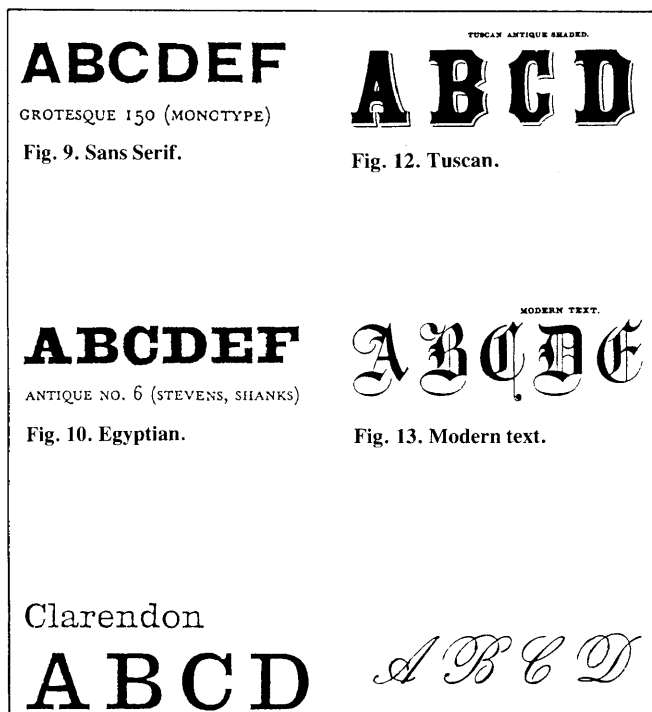 ABCDEF
GROTESQUE 150 (MONOTYPE)
Fig. 9. Sans Serif.
TUSCAN ANTIQUE SHADED.
ABCD
Fig. 12. Tuscan.
ABCDEF
ANTIQUE NO. 6 (STEVENS, SHANKS)
Fig. 10. Egyptian.
MODERN TEXT.
ABCDE
Fig. 13. Modern text.
Clarendon
ABCD
ABCD